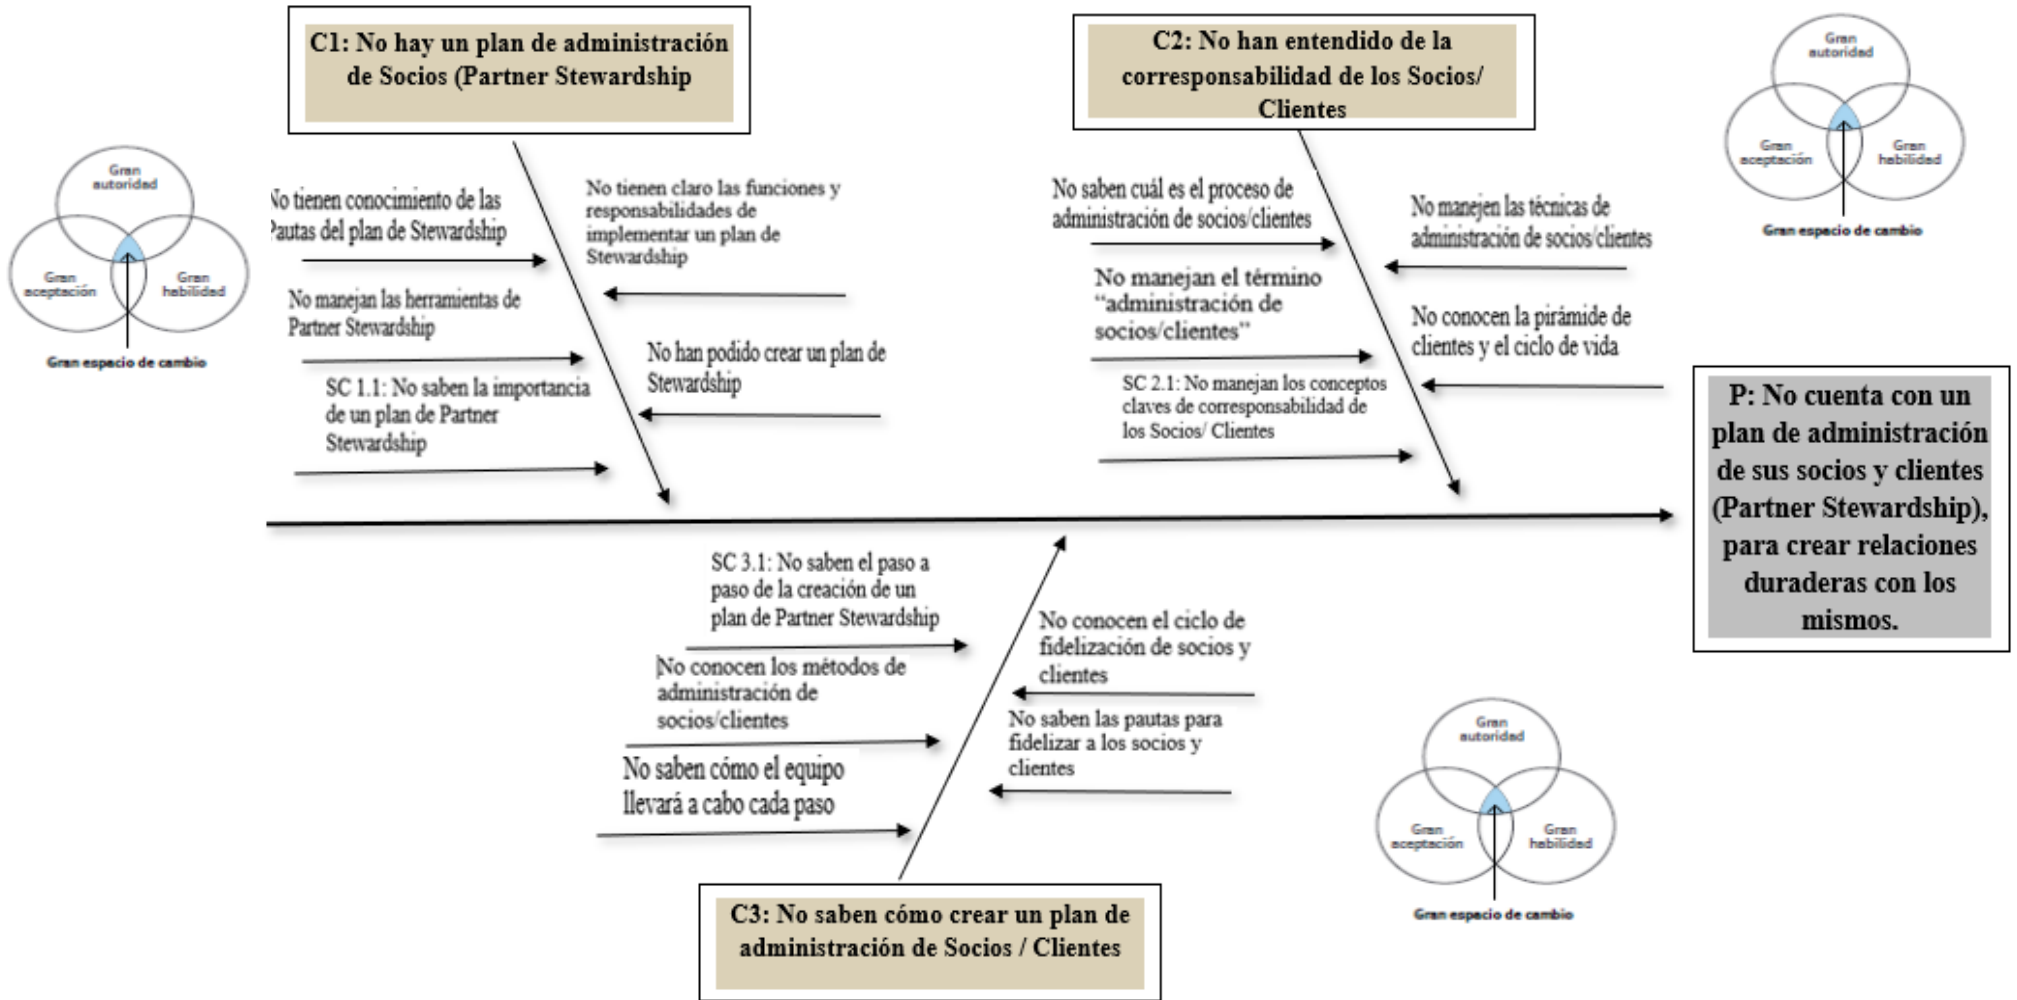 C1: No hay un plan de administración
de Socios (Partner Stewardship
C2: No han entendido de la
corresponsabilidad de los Socios/
Clientes
Gran
autoridad
Gran
aceptación
Gran
habilidad
Gran espacio de cambio
Gran
autoridad
Gran
aceptación
Gran
habilidad
Gran espacio de cambio
No tienen conocimiento de las
Pautas del plan de Stewardship
No manejan las herramientas de
Partner Stewardship
SC 1.1: No saben la importancia
de un plan de Partner
Stewardship
No tienen claro las funciones y
responsabilidades de
implementar un plan de
Stewardship
No han podido crear un plan de
Stewardship
No saben cuál es el proceso de
administración de socios/clientes
No manejan el término
“administración de
socios/clientes”
SC 2.1: No manejan los conceptos
claves de corresponsabilidad de
los Socios/ Clientes
No manejen las técnicas de
administración de socios/clientes
No conocen la pirámide de
clientes y el ciclo de vida
P: No cuenta con un
plan de administración
de sus socios y clientes
(Partner Stewardship),
para crear relaciones
duraderas con los
mismos.
SC 3.1: No saben el paso a
paso de la creación de un
plan de Partner Stewardship
No conocen los métodos de
administración de
socios/clientes
No saben cómo el equipo
llevará a cabo cada paso
No conocen el ciclo de
fidelización de socios y
clientes
No saben las pautas para
fidelizar a los socios y
clientes
Gran
autoridad
Gran
aceptación
Gran
habilidad
Gran espacio de cambio
C3: No saben cómo crear un plan de
administración de Socios / Clientes